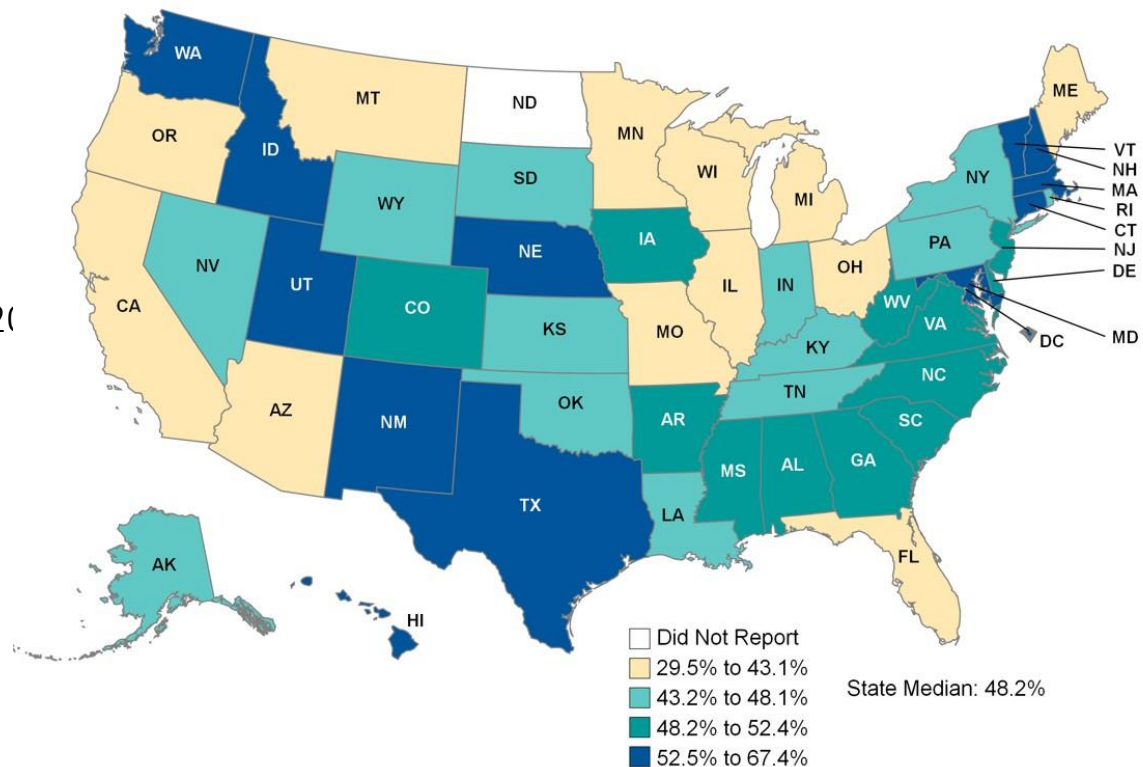 WA
MT
ND
MN
ME
OR
ID
WI
VT
NH
SD
NY
MI
MA
WY
RI
CT
IA
PA
NJ
NE
NV
OH
DE
UT
IL
IN
CA
CO
WV
VA
MD
KS
MO
KY
DC
NC
TN
AZ
OK
NM
AR
SC
MS
AL
GA
TX
LA
FL
AK
HI
Did Not Report
29.5% to 43.1%
43.2% to 48.1%
48.2% to 52.4%
52.5% to 67.4%
State Median: 48.2%